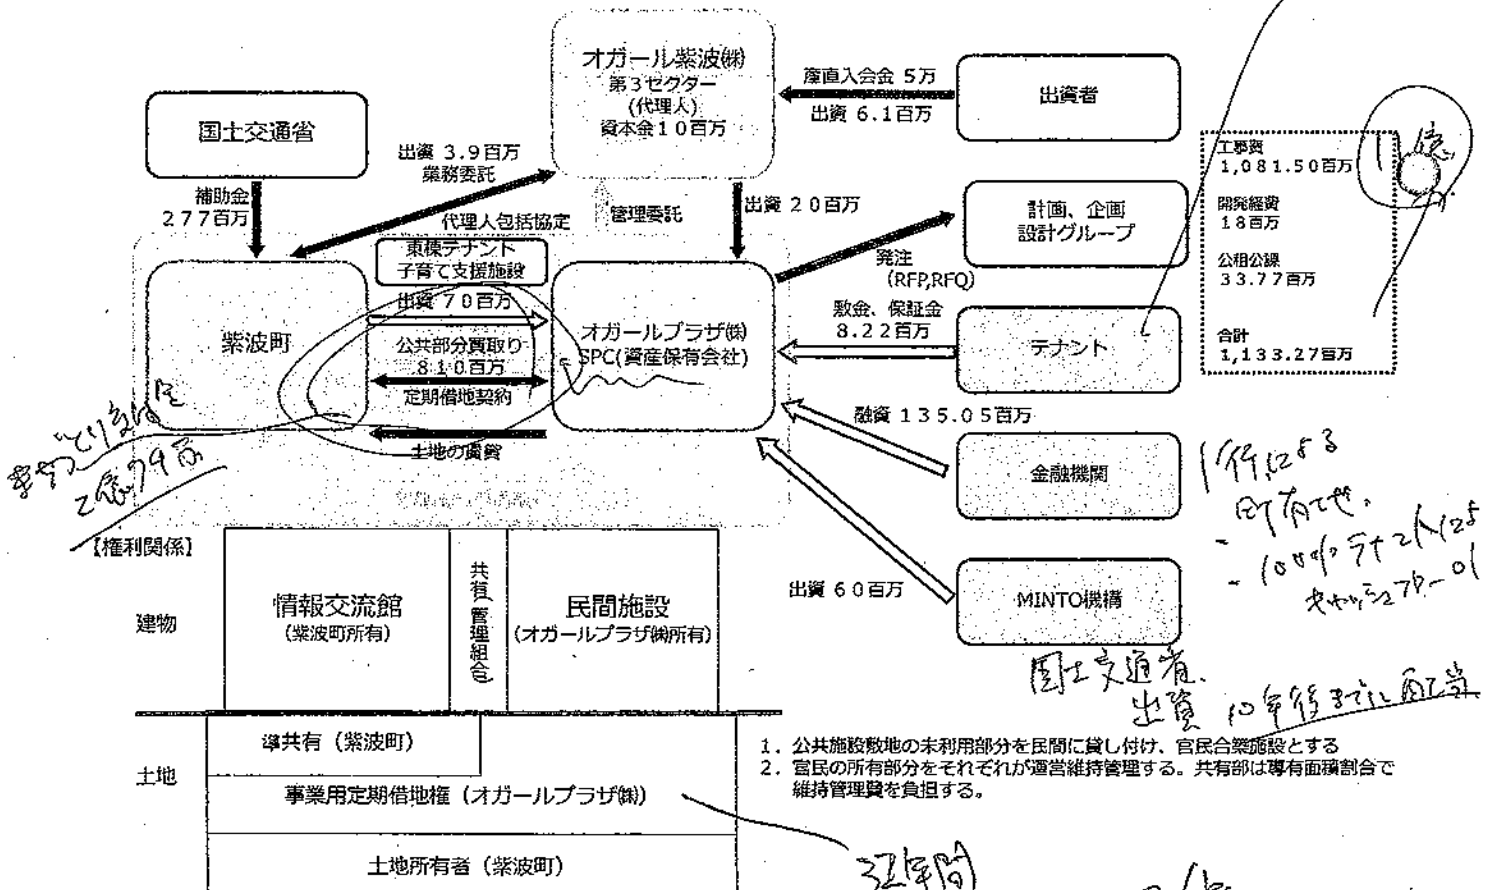 オガール紫波㈱
第3セクター
(代理人)
資本金10百万
産直入会金 5万
出資 6.1百万
出資者
国土交通省
補助金
277百万
出資 3.9百万
業務委託
代理人包括協定
管理委託
出資 20百万
計画、企画
設計グループ
発注
(RFP,RFQ)
工事費
1,081.50百万
開発経費
18百万
公租公課
33.77百万
合計
1,133.27百万
東棟テナント
子育て支援施設
紫波町
出資 70百万
公共部分買取り
810百万
定期借地契約
土地の賃貸
オガールプラザ㈱
SPC(資産保有会社)
敷金、保証金
8.22百万
テナント
融資 135.05百万
金融機関
出資 60百万
MINTO機構
国土交通省、
出資 10年後までに配当
1行による
町有地、
【権利関係】
建物
情報交流館
(紫波町所有)
共有(管理組合)
民間施設
(オガールプラザ㈱所有)
土地
準共有(紫波町)
事業用定期借地権(オガールプラザ㈱)
土地所有者(紫波町)
1. 公共施設敷地の未利用部分を民間に貸し付け、官民合築施設とする
2. 官民の所有部分をそれぞれが運営維持管理する。共有部は専有面積割合で
維持管理費を負担する。
年間